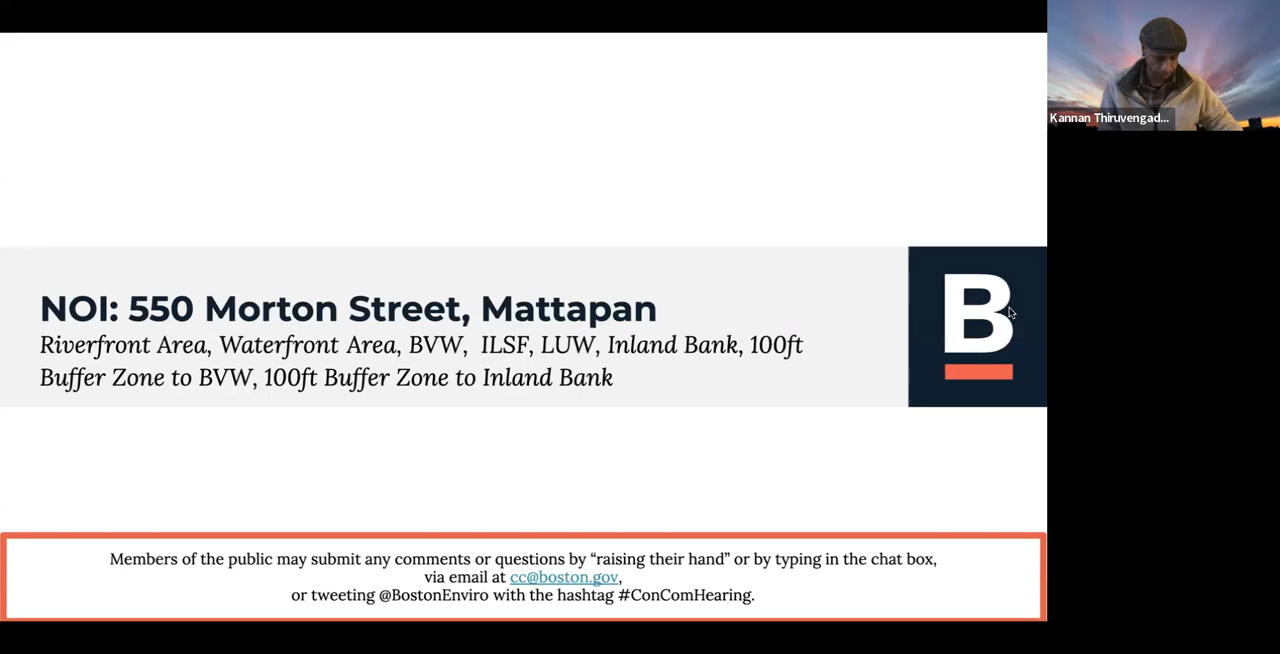 Kannan Thiruvengad...
NOI: 550 Morton Street, Mattapan
B
Riverfront Area, Waterfront Area, BVW, ILSF, LUW, Inland Bank, 100ft
Buffer Zone to BVW, 100ft Buffer Zone to Inland Bank
Members of the public may submit any comments or questions by “raising their hand” or by typing in the chat box,
via email at cc@boston.gov,
or tweeting @BostonEnviro with the hashtag #ConComHearing.